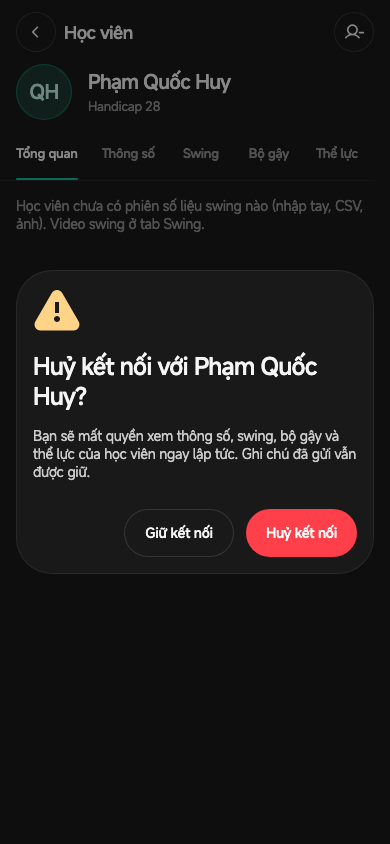 Học viên
QH
Phạm Quốc Huy
Handicap 28
Tổng quan
Thông số
Swing
Bộ gậy
Thể lực
Học viên chưa có phiên số liệu swing nào (nhập tay, CSV,
ảnh). Video swing ở tab Swing.
Huỷ kết nối với Phạm Quốc
Huy?
Bạn sẽ mất quyền xem thông số, swing, bộ gậy và
thể lực của học viên ngay lập tức. Ghi chú đã gửi vẫn
được giữ.
Giữ kết nối
Huỷ kết nối